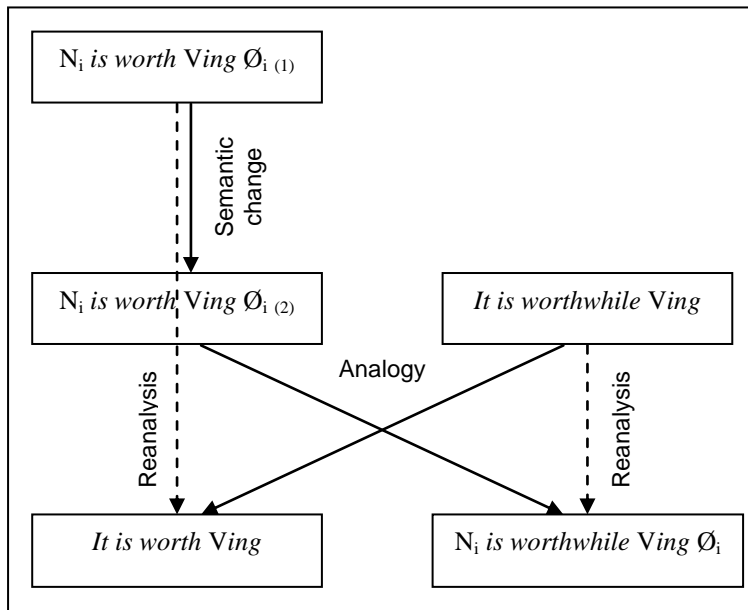 Nᵢ is worth Ving Øᵢ ₍₁₎
Semantic
change
Nᵢ is worth Ving Øᵢ ₍₂₎
It is worthwhile Ving
Analogy
Reanalysis
Reanalysis
It is worth Ving
Nᵢ is worthwhile Ving Øᵢ